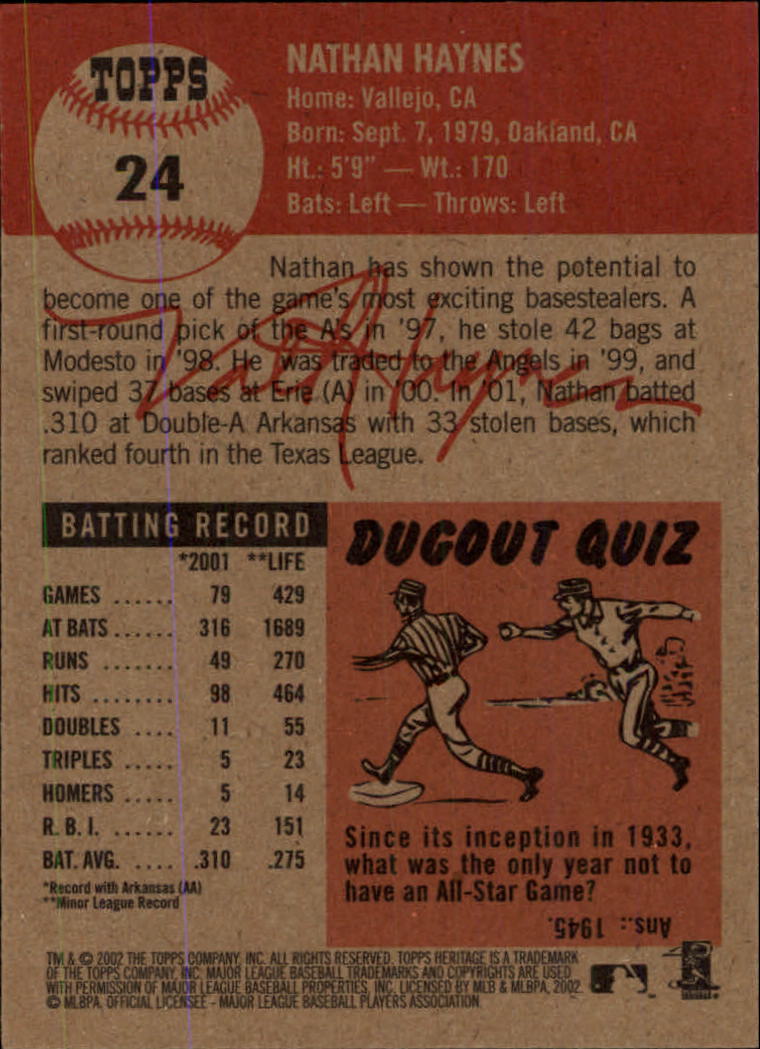 TOPPS
24
NATHAN HAYNES
Home: Vallejo, CA
Born: Sept. 7, 1979, Oakland, CA
Ht.: 5'9" — Wt.: 170
Bats: Left — Throws: Left
Nathan has shown the potential to
become one of the game's most exciting basestealers. A
first-round pick of the A's in '97, he stole 42 bags at
Modesto in '98. He was traded to the Angels in '99, and
swiped 37 bases at Erie (A) in '00. In '01, Nathan batted
.310 at Double-A Arkansas with 33 stolen bases, which
ranked fourth in the Texas League.
BATTING RECORD
*2001 **LIFE
GAMES ...... 79 429
AT BATS ...... 316 1689
RUNS ....... 49 270
HITS ........ 98 464
DOUBLES .... 11 55
TRIPLES ..... 5 23
HOMERS ..... 5 14
R. B. I. ...... 23 151
BAT. AVG. .... .310 .275
*Record with Arkansas (AA)
**Minor League Record
DUGOUT QUIZ
Since its inception in 1933,
what was the only year not to
have an All-Star Game?
Ans.: 1945.
TM & © 2002 THE TOPPS COMPANY, INC. ALL RIGHTS RESERVED. TOPPS HERITAGE IS A TRADEMARK
OF THE TOPPS COMPANY, INC. MAJOR LEAGUE BASEBALL TRADEMARKS AND COPYRIGHTS ARE USED
WITH PERMISSION OF MAJOR LEAGUE BASEBALL PROPERTIES, INC. LICENSED BY MLB & MLBPA, 2002.
© MLBPA. OFFICIAL LICENSEE - MAJOR LEAGUE BASEBALL PLAYERS ASSOCIATION.